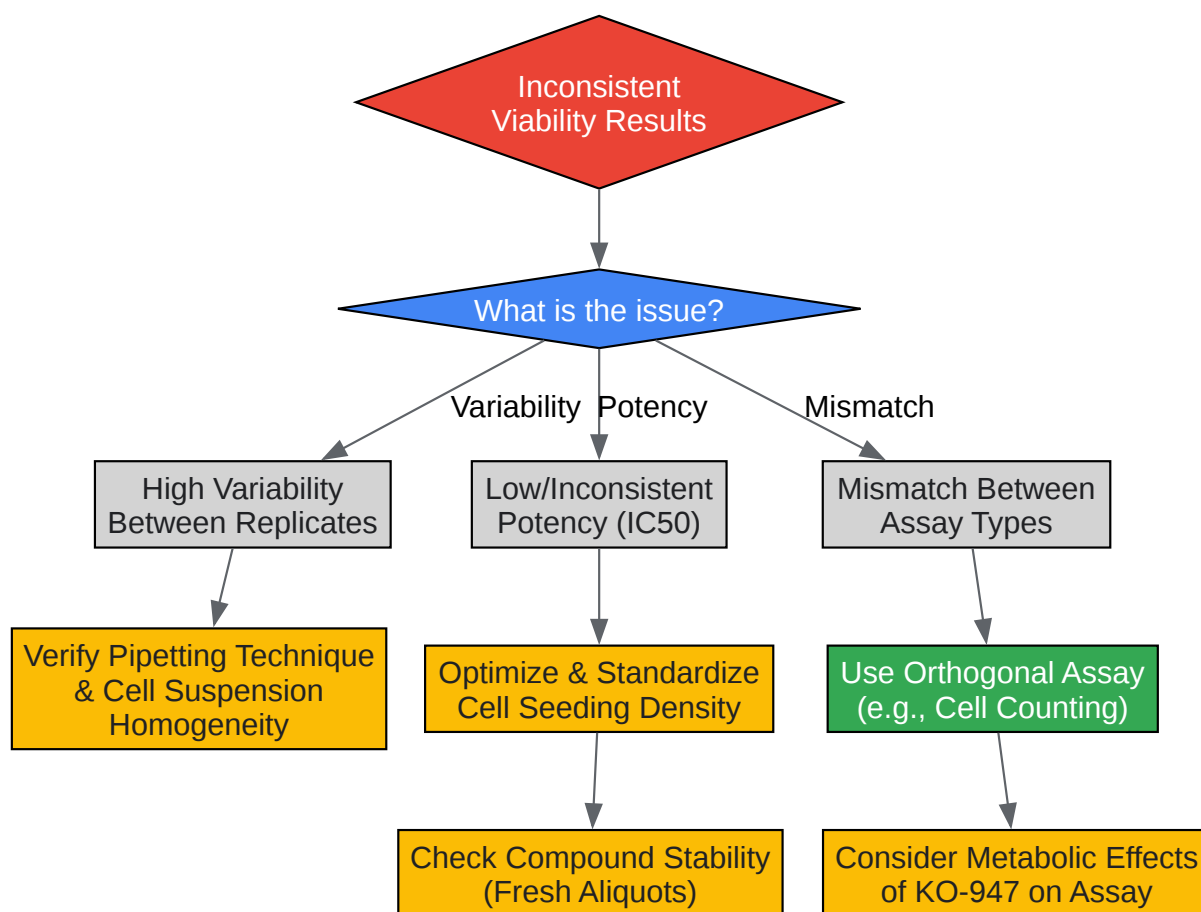 Inconsistent
Viability Results
What is the issue?
Variability
Potency
Mismatch
High Variability
Between Replicates
Low/Inconsistent
Potency (IC50)
Mismatch Between
Assay Types
Verify Pipetting Technique
& Cell Suspension
Homogeneity
Optimize & Standardize
Cell Seeding Density
Use Orthogonal Assay
(e.g., Cell Counting)
Check Compound Stability
(Fresh Aliquots)
Consider Metabolic Effects
of KO-947 on Assay